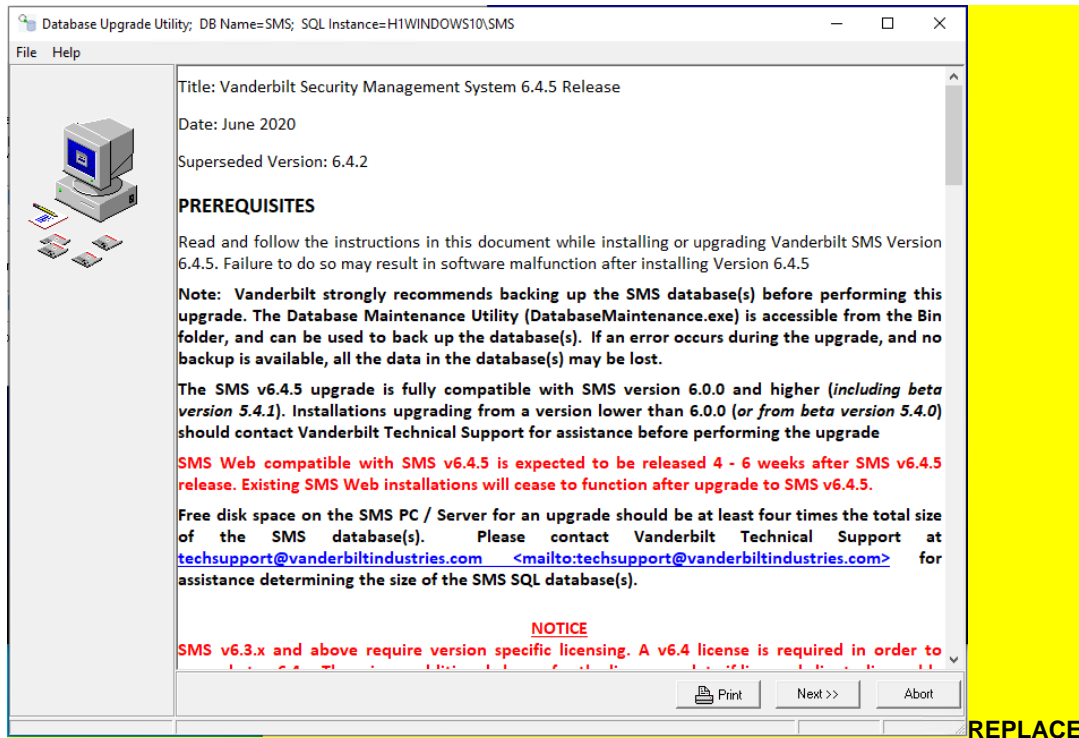 Database Upgrade Utility; DB Name=SMS; SQL Instance=H1WINDOWS10\SMS
File Help
Title: Vanderbilt Security Management System 6.4.5 Release
Date: June 2020
Superseded Version: 6.4.2
PREREQUISITES
Read and follow the instructions in this document while installing or upgrading Vanderbilt SMS Version
6.4.5. Failure to do so may result in software malfunction after installing Version 6.4.5
Note: Vanderbilt strongly recommends backing up the SMS database(s) before performing this
upgrade. The Database Maintenance Utility (DatabaseMaintenance.exe) is accessible from the Bin
folder, and can be used to back up the database(s). If an error occurs during the upgrade, and no
backup is available, all the data in the database(s) may be lost.
The SMS v6.4.5 upgrade is fully compatible with SMS version 6.0.0 and higher (including beta
version 5.4.1). Installations upgrading from a version lower than 6.0.0 (or from beta version 5.4.0)
should contact Vanderbilt Technical Support for assistance before performing the upgrade
SMS Web compatible with SMS v6.4.5 is expected to be released 4 - 6 weeks after SMS v6.4.5
release. Existing SMS Web installations will cease to function after upgrade to SMS v6.4.5.
Free disk space on the SMS PC / Server for an upgrade should be at least four times the total size
of the SMS database(s). Please contact Vanderbilt Technical Support at
techsupport@vanderbiltindustries.com <mailto:techsupport@vanderbiltindustries.com> for
assistance determining the size of the SMS SQL database(s).
NOTICE
SMS v6.3.x and above require version specific licensing. A v6.4 license is required in order to
Print Next >> Abort
REPLACE